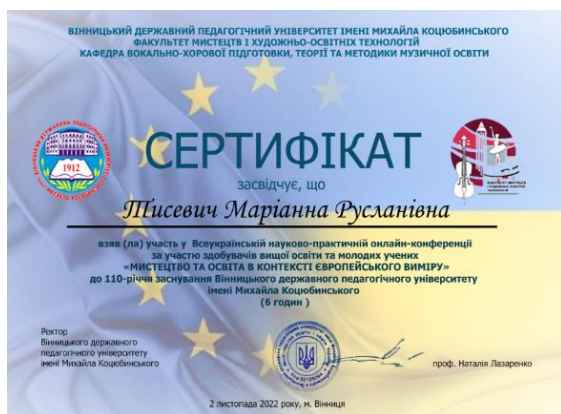 ВІННИЦЬКИЙ ДЕРЖАВНИЙ ПЕДАГОГІЧНИЙ УНІВЕРСИТЕТ ІМЕНІ МИХАЙЛА КОЦЮБИНСЬКОГО
ФАКУЛЬТЕТ МИСТЕЦТВ І ХУДОЖНЬО-ОСВІТНІХ ТЕХНОЛОГІЙ
КАФЕДРА ВОКАЛЬНО-ХОРОВОЇ ПІДГОТОВКИ, ТЕОРІЇ ТА МЕТОДИКИ МУЗИЧНОЇ ОСВІТИ
1912
СЕРТИФІКАТ
засвідчує, що
Тисевич Маріанна Русланівна
взяв (ла) участь у Всеукраїнській науково-практичній онлайн-конференції
за участю здобувачів вищої освіти та молодих учених
«МИСТЕЦТВО ТА ОСВІТА В КОНТЕКСТІ ЄВРОПЕЙСЬКОГО ВИМІРУ»
до 110-річчя заснування Вінницького державного педагогічного університету
імені Михайла Коцюбинського
(6 годин )
Ректор
Вінницького державного
педагогічного університету
імені Михайла Коцюбинського
проф. Наталія Лазаренко
2 листопада 2022 року, м. Вінниця